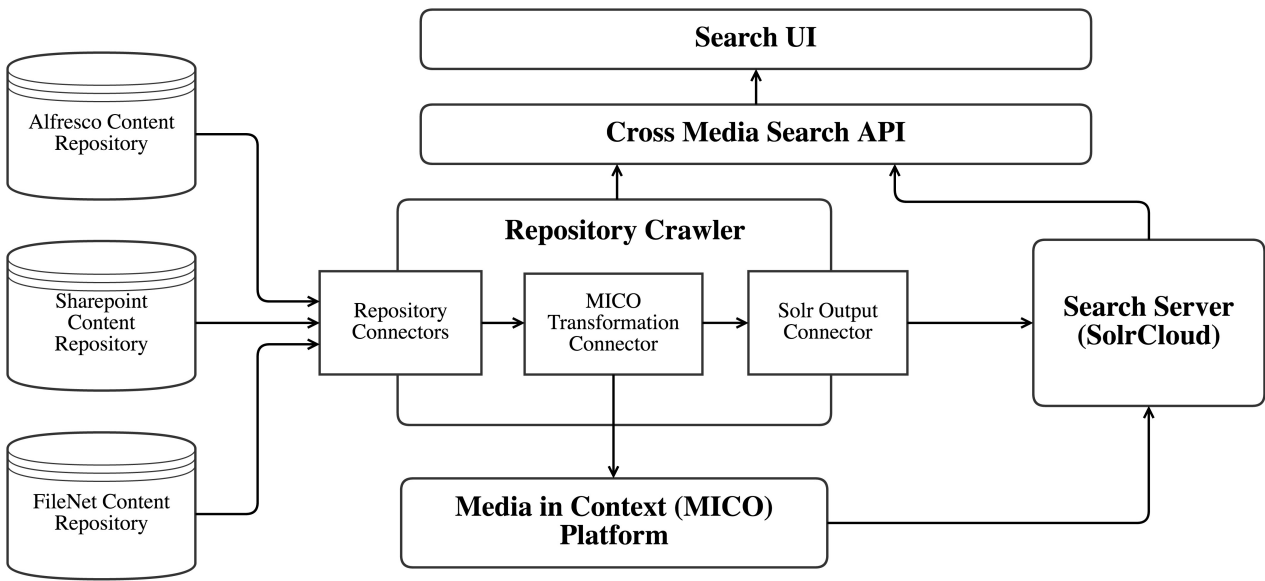 Search UI
Cross Media Search API
Alfresco Content
Repository
Sharepoint
Content
Repository
FileNet Content
Repository
Repository Crawler
Repository
Connectors
MICO
Transformation
Connector
Solr Output
Connector
Search Server
(SolrCloud)
Media in Context (MICO)
Platform